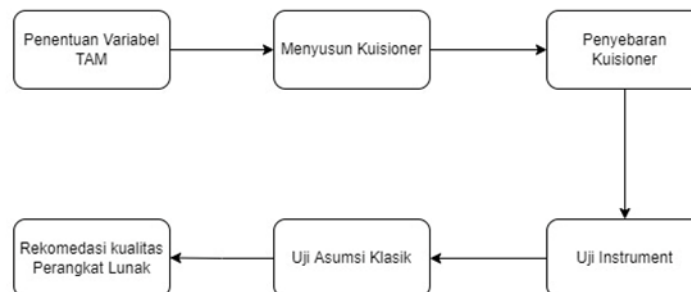 Penentuan Variabel
TAM
Menyusun Kuisioner
Penyebaran
Kuisioner
Uji Instrument
Uji Asumsi Klasik
Rekomedasi kualitas
Perangkat Lunak